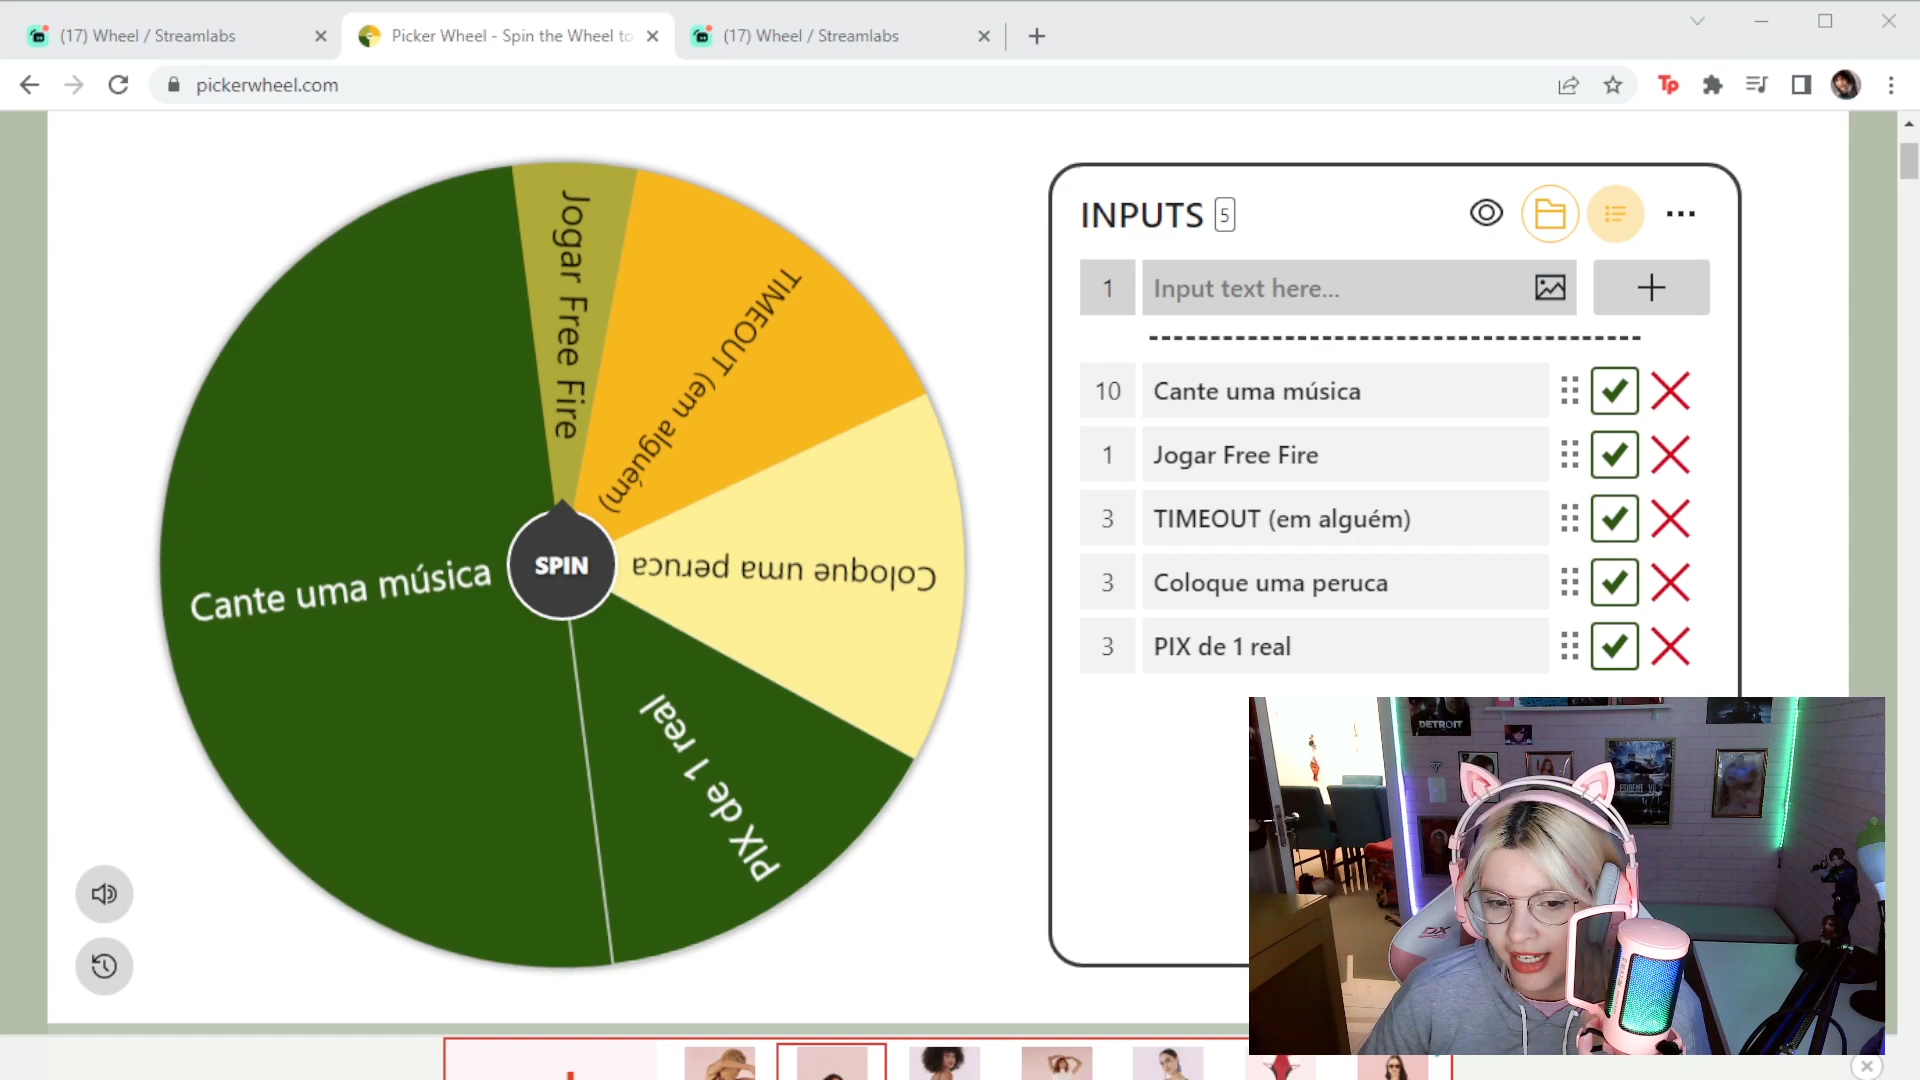 (17) Wheel / Streamlabs
Picker Wheel - Spin the Wheel to
(17) Wheel / Streamlabs
pickerwheel.com
Tp
Jogar Free Fire
TIMEOUT (em alguém)
Coloque uma peruca
PIX de 1 real
Cante uma música
SPIN
INPUTS 5
1 Input text here...
10 Cante uma música
1 Jogar Free Fire
3 TIMEOUT (em alguém)
3 Coloque uma peruca
3 PIX de 1 real
DETROIT
DX